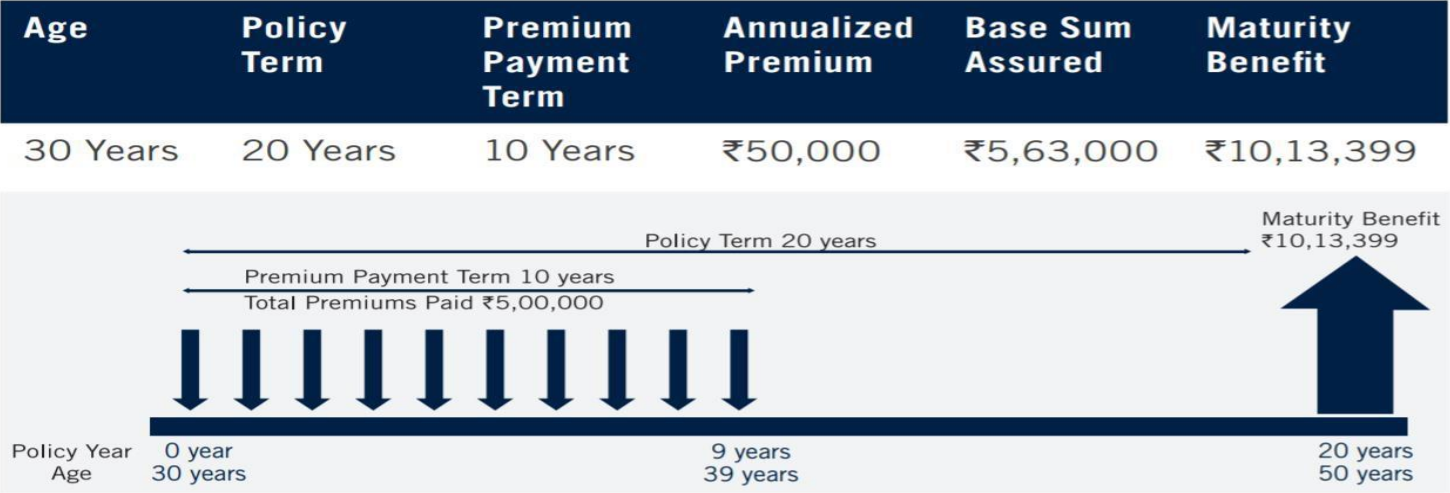 Age Policy Term Premium Payment Term Annualized Premium Base Sum Assured Maturity Benefit
30 Years 20 Years 10 Years ₹50,000 ₹5,63,000 ₹10,13,399
Maturity Benefit
₹10,13,399
Policy Term 20 years
Premium Payment Term 10 years
Total Premiums Paid ₹5,00,000
Policy Year 0 year 9 years 20 years
Age 30 years 39 years 50 years